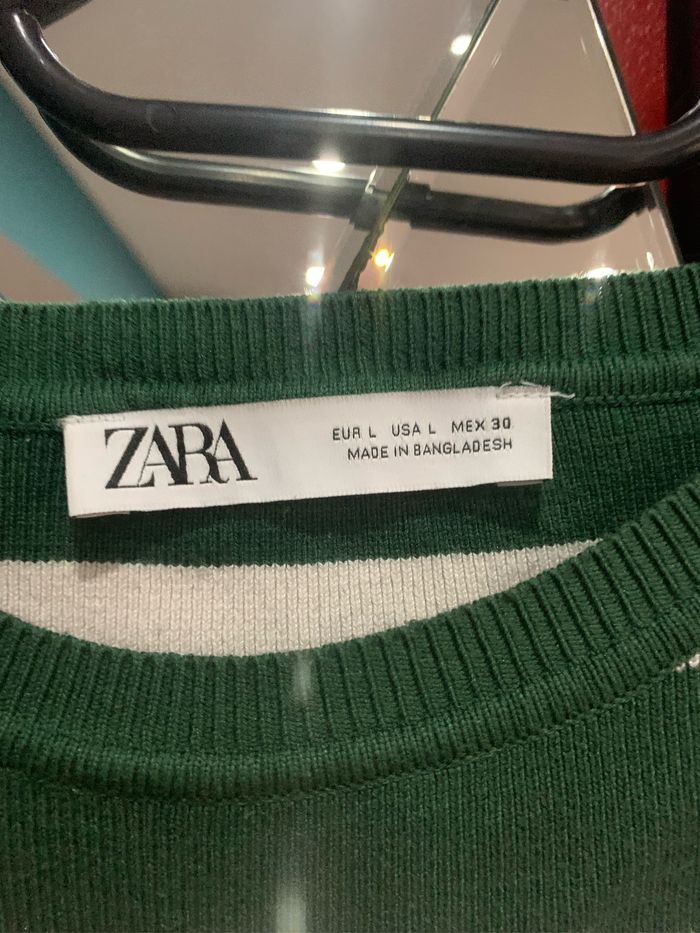 ZARA
EUR L USA L MEX 30
MADE IN BANGLADESH